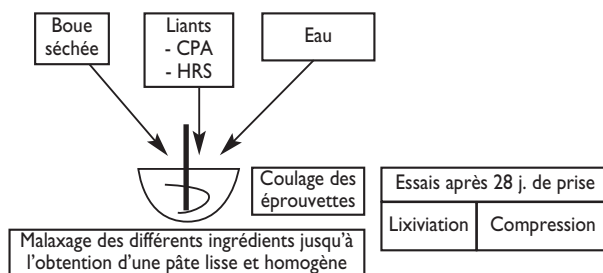 Boue
séchée
Liants
- CPA
- HRS
Eau
Coulage des
éprouvettes
Malaxage des différents ingrédients jusqu'à
l'obtention d'une pâte lisse et homogène
Essais après 28 j. de prise
Lixiviation
Compression